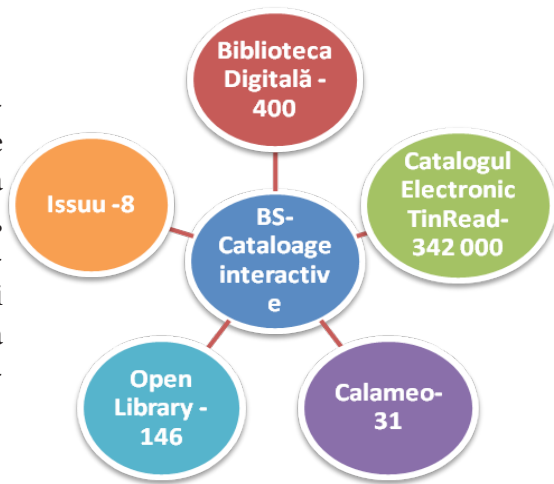 Biblioteca
Digitală -
400
Catalogul
Electronic
TinRead-
342 000
Issuu -8
BS-
Cataloage
interactiv
e
Open
Library -
146
Calameo-
31